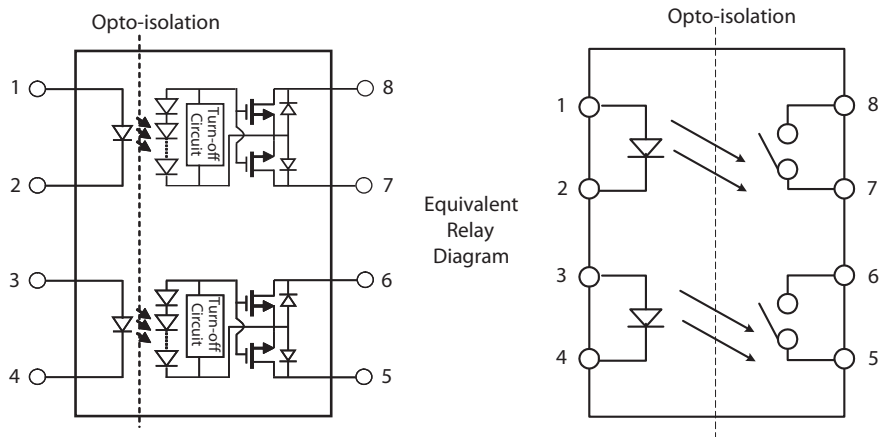 Opto-isolation
1
8
Turn-off
Circuit
2
7
3
6
Turn-off
Circuit
4
5
Equivalent
Relay
Diagram
Opto-isolation
1
8
2
7
3
6
4
5